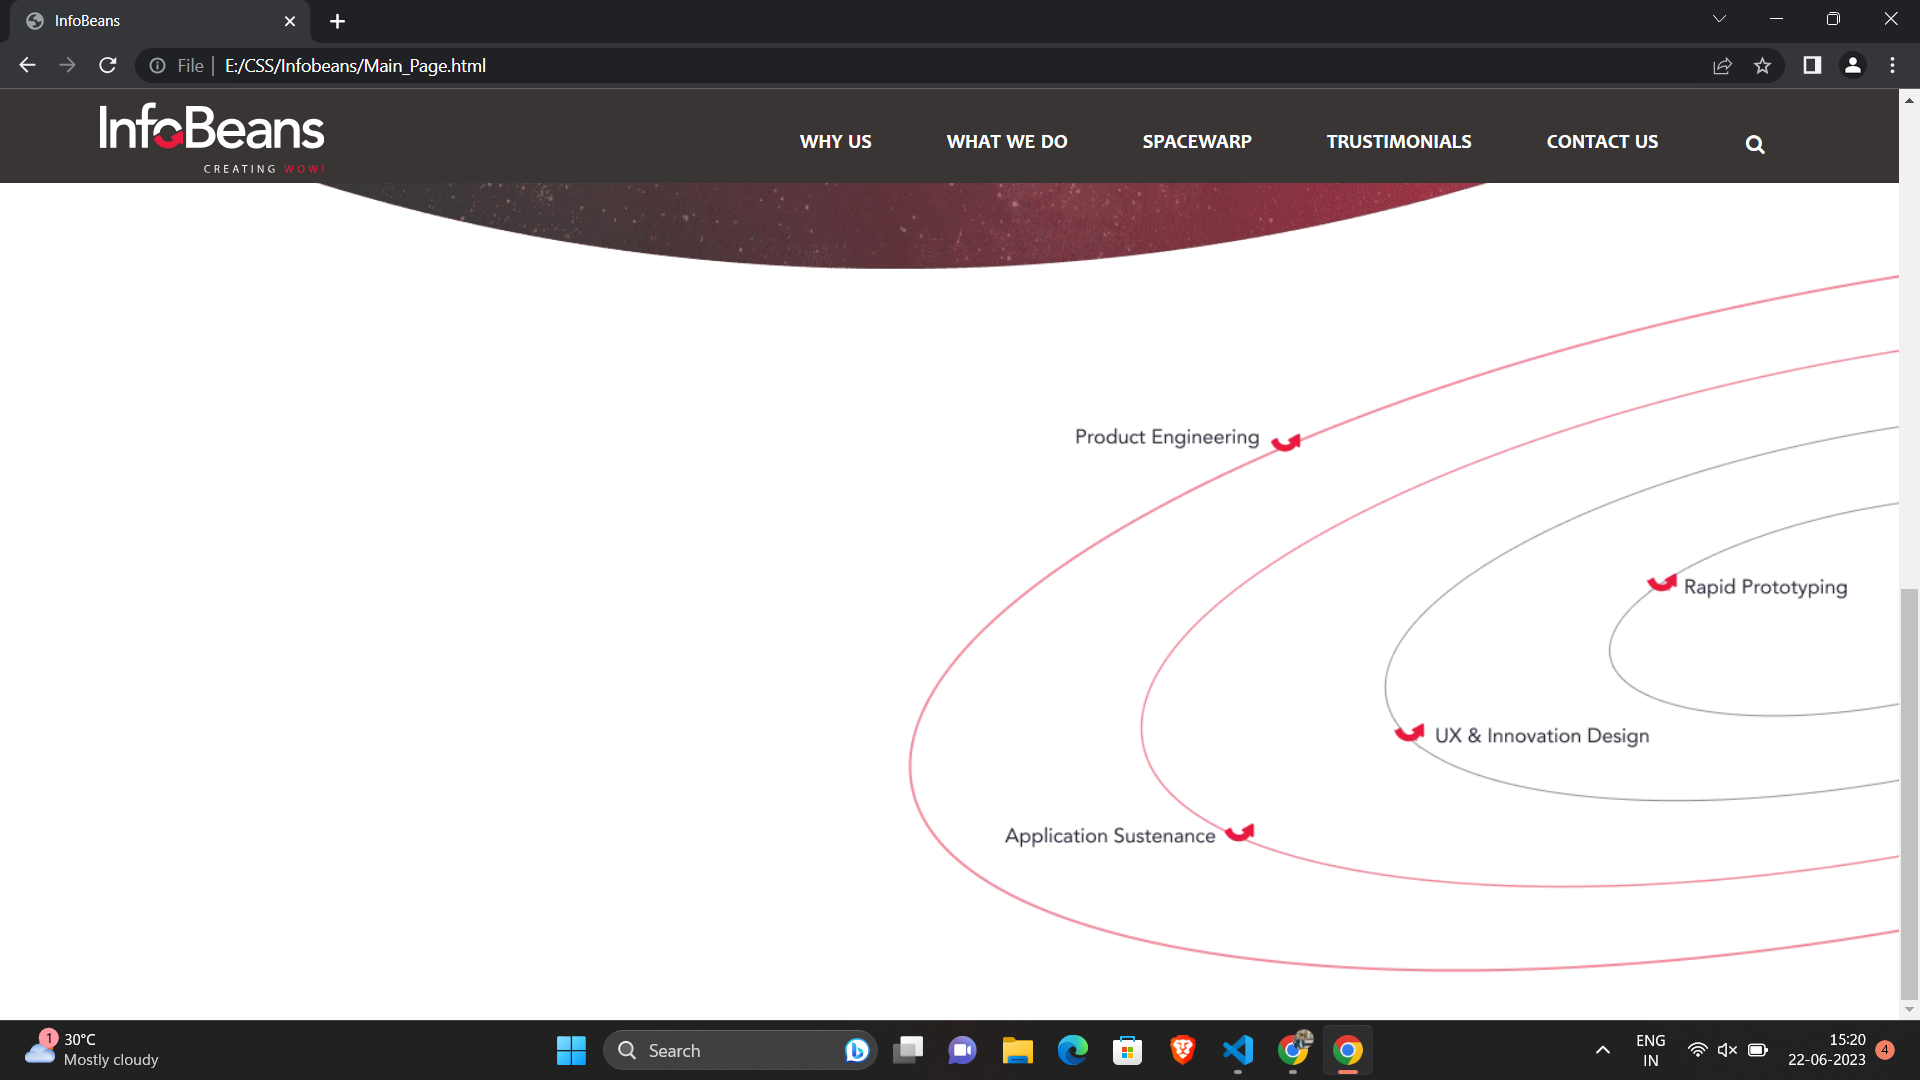 InfoBeans
File
E:/CSS/Infobeans/Main_Page.html
InfoBeans
CREATING WOW!
WHY US
WHAT WE DO
SPACEWARP
TRUSTIMONIALS
CONTACT US
Product Engineering
Rapid Prototyping
UX & Innovation Design
Application Sustenance
1
30°C
Mostly cloudy
Search
ENG
IN
15:20
22-06-2023
4